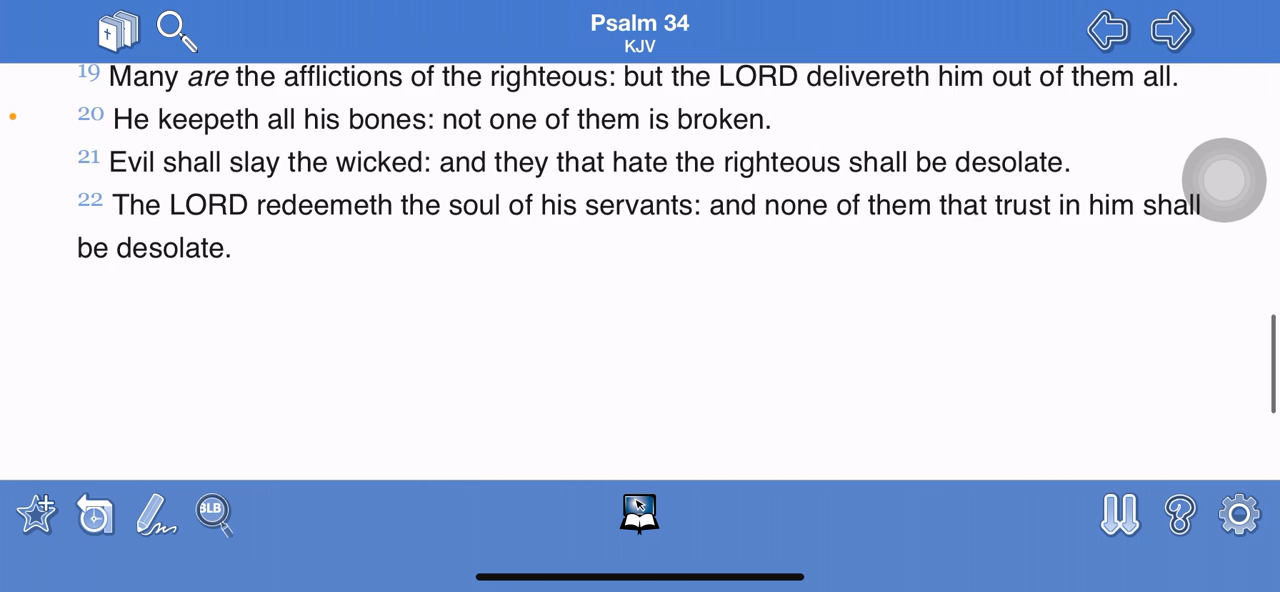 Psalm 34
KJV
19 Many are the afflictions of the righteous: but the LORD delivereth him out of them all.
20 He keepeth all his bones: not one of them is broken.
21 Evil shall slay the wicked: and they that hate the righteous shall be desolate.
22 The LORD redeemeth the soul of his servants: and none of them that trust in him shall
be desolate.
BLB